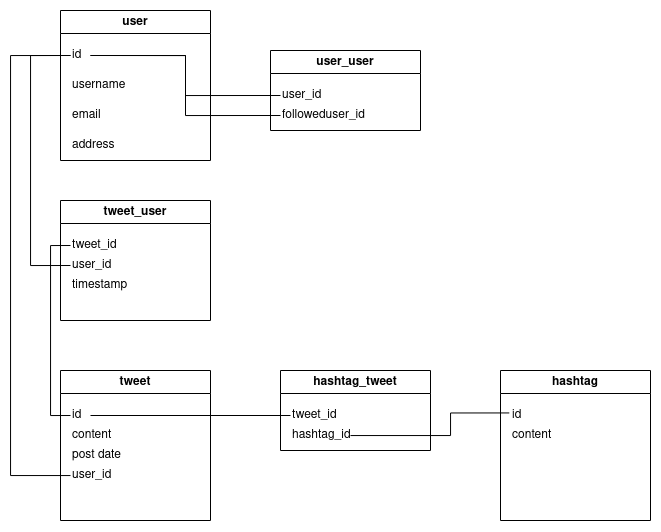 user
id
username
email
address
user_user
user_id
followeduser_id
tweet_user
tweet_id
user_id
timestamp
tweet
id
content
post date
user_id
hashtag_tweet
tweet_id
hashtag_id
hashtag
id
content